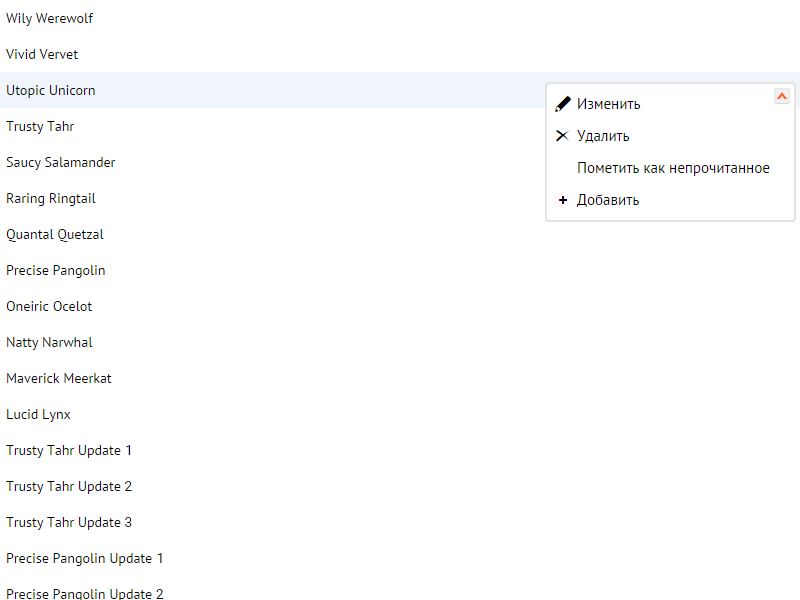 Wily Werewolf
Vivid Vervet
Utopic Unicorn
Trusty Tahr
Saucy Salamander
Raring Ringtail
Quantal Quetzal
Precise Pangolin
Oneiric Ocelot
Natty Narwhal
Maverick Meerkat
Lucid Lynx
Trusty Tahr Update 1
Trusty Tahr Update 2
Trusty Tahr Update 3
Precise Pangolin Update 1
Precise Pangolin Update 2
Изменить
Удалить
Пометить как непрочитанное
Добавить